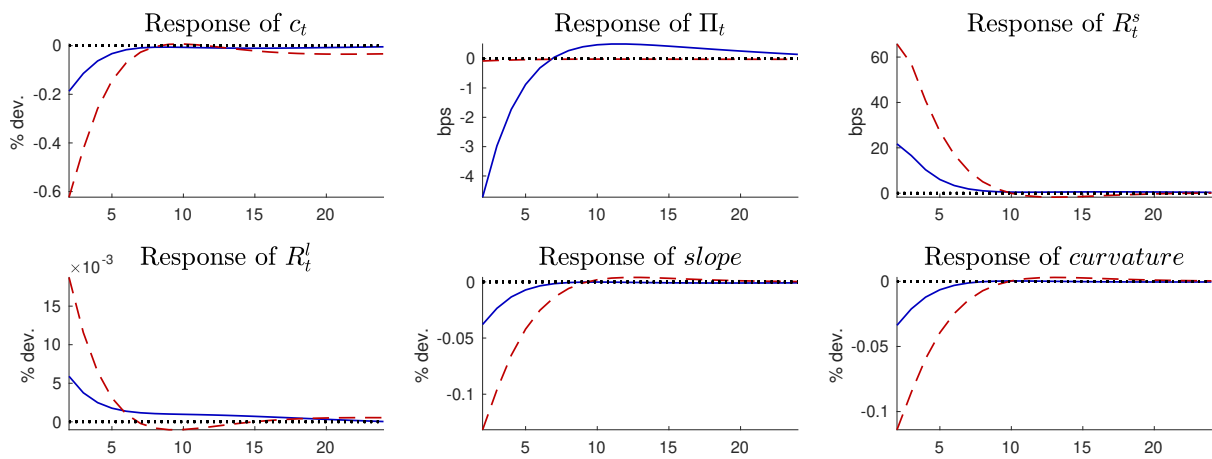 Response of c_t
0
-0.2
-0.4
-0.6
% dev.
5 10 15 20
Response of Π_t
0
-1
-2
-3
-4
bps
5 10 15 20
Response of R_t^s
60
40
20
0
bps
5 10 15 20
Response of R_t^l
×10^-3
15
10
5
0
% dev.
5 10 15 20
Response of slope
0
-0.05
-0.1
% dev.
5 10 15 20
Response of curvature
0
-0.05
-0.1
% dev.
5 10 15 20